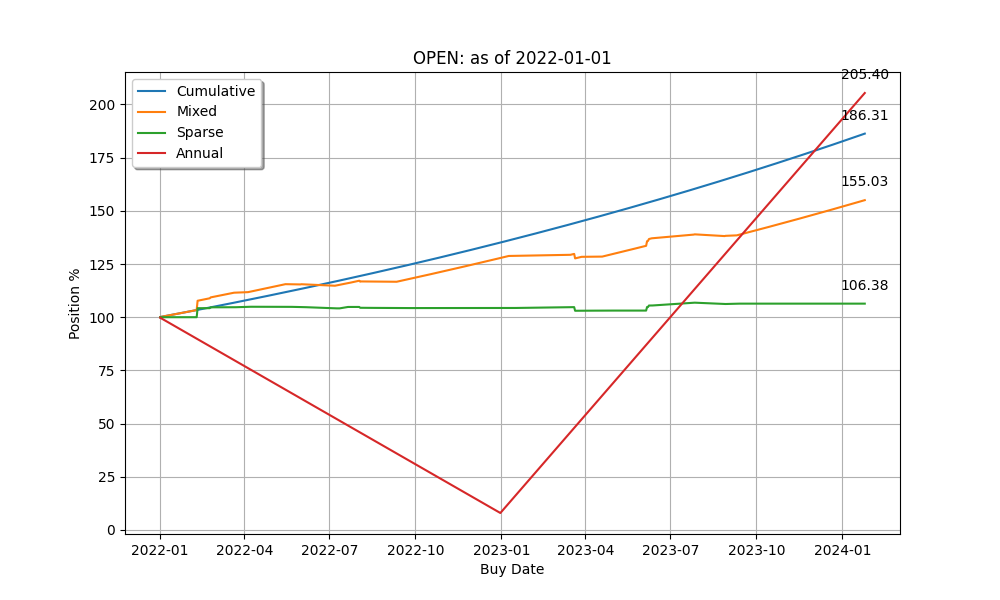 OPEN: as of 2022-01-01
Cumulative
Mixed
Sparse
Annual
205.40
186.31
155.03
106.38
200
175
150
125
100
75
50
25
0
Position %
2022-01 2022-04 2022-07 2022-10 2023-01 2023-04 2023-07 2023-10 2024-01
Buy Date